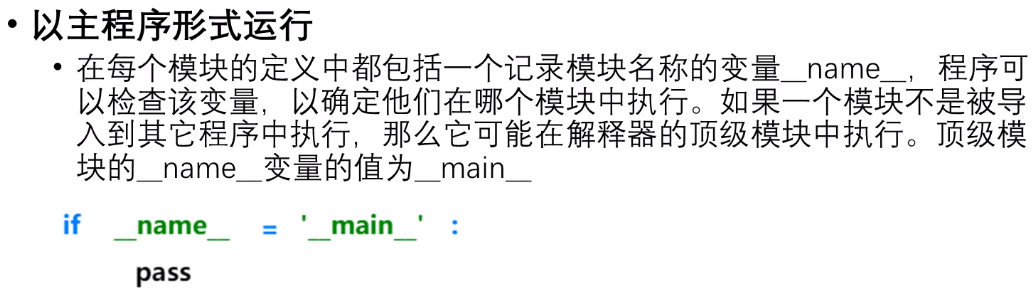 • 以主程序形式运行
• 在每个模块的定义中都包括一个记录模块名称的变量__name__，程序可
以检查该变量，以确定他们在哪个模块中执行。如果一个模块不是被导
入到其它程序中执行，那么它可能在解释器的顶级模块中执行。顶级模
块的__name__变量的值为__main__
if __name__ = '__main__' :
pass